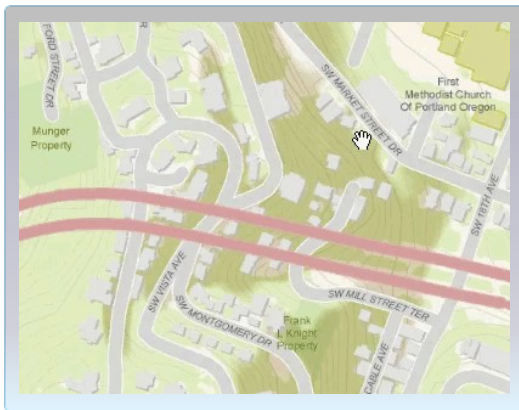 FORD STREET DR
R
SW MARKET STREET DR
First
Methodist Church
Of Portland Oregon
Munger
Property
SW 18TH AVE
SW VISTA AVE
SW MILL STREET TER
SW MONTGOMERY DR
Frank
L Knight
Property
CABLE AVE